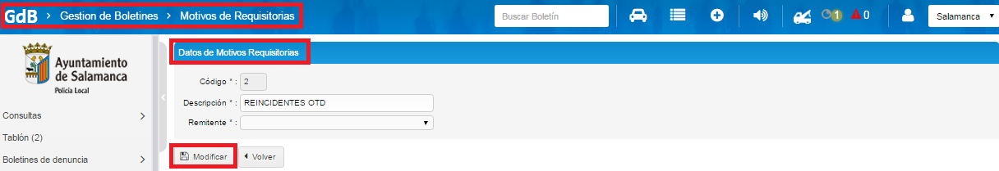 GdB > Gestion de Boletines > Motivos de Requisitorias
Buscar Boletín
1
0
Salamanca
Ayuntamiento
de Salamanca
Policía Local
Consultas
Tablón (2)
Boletines de denuncia
Datos de Motivos Requisitorias
Código * : 2
Descripción * : REINCIDENTES OTD
Remitente * :
Modificar
Volver